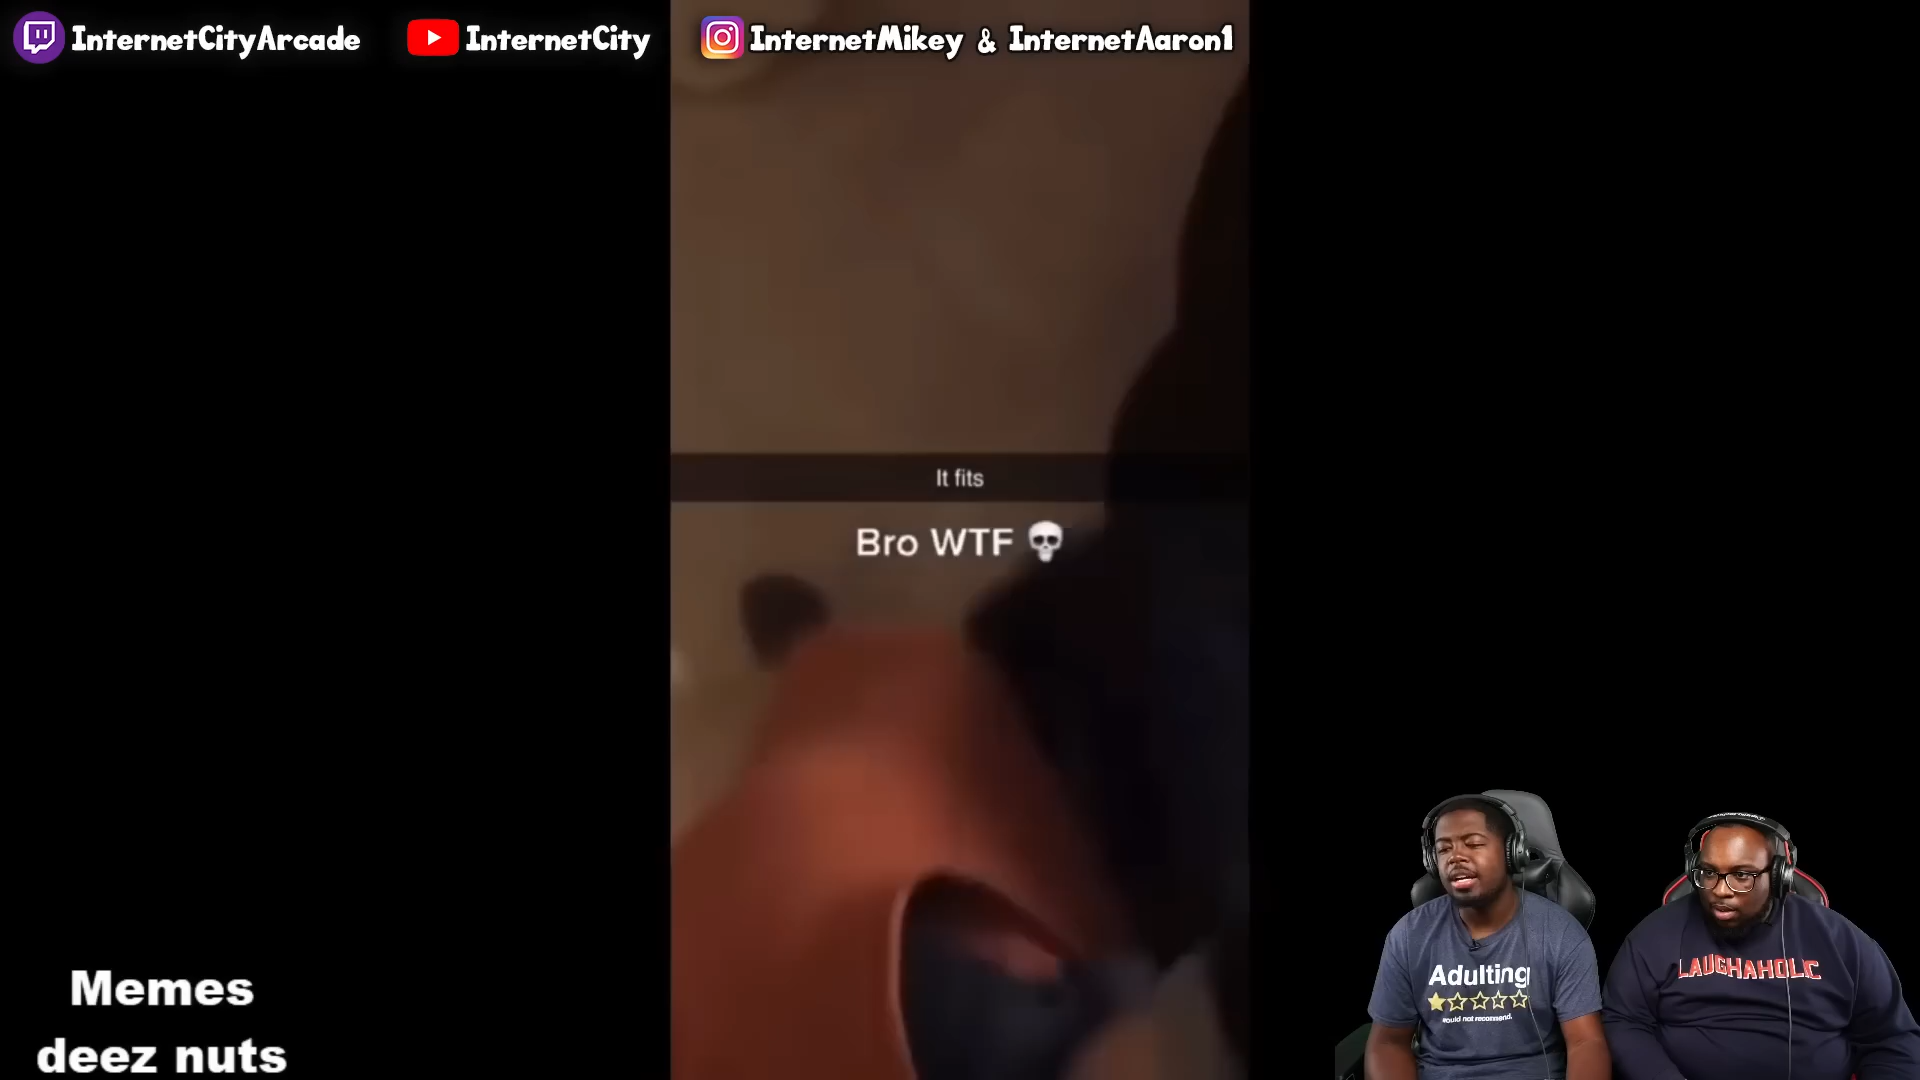 InternetCityArcade InternetCity InternetMikey & InternetAaron1
It fits
Bro WTF 💀
Memes
deez nuts
Adulting
would not recommend.
LAUGHAHOLIC